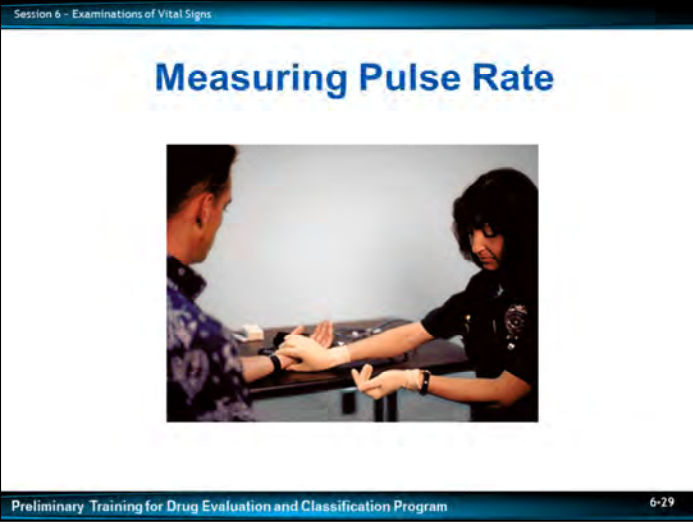 Session 6 - Examinations of Vital Signs
Measuring Pulse Rate
Preliminary Training for Drug Evaluation and Classification Program
6-29